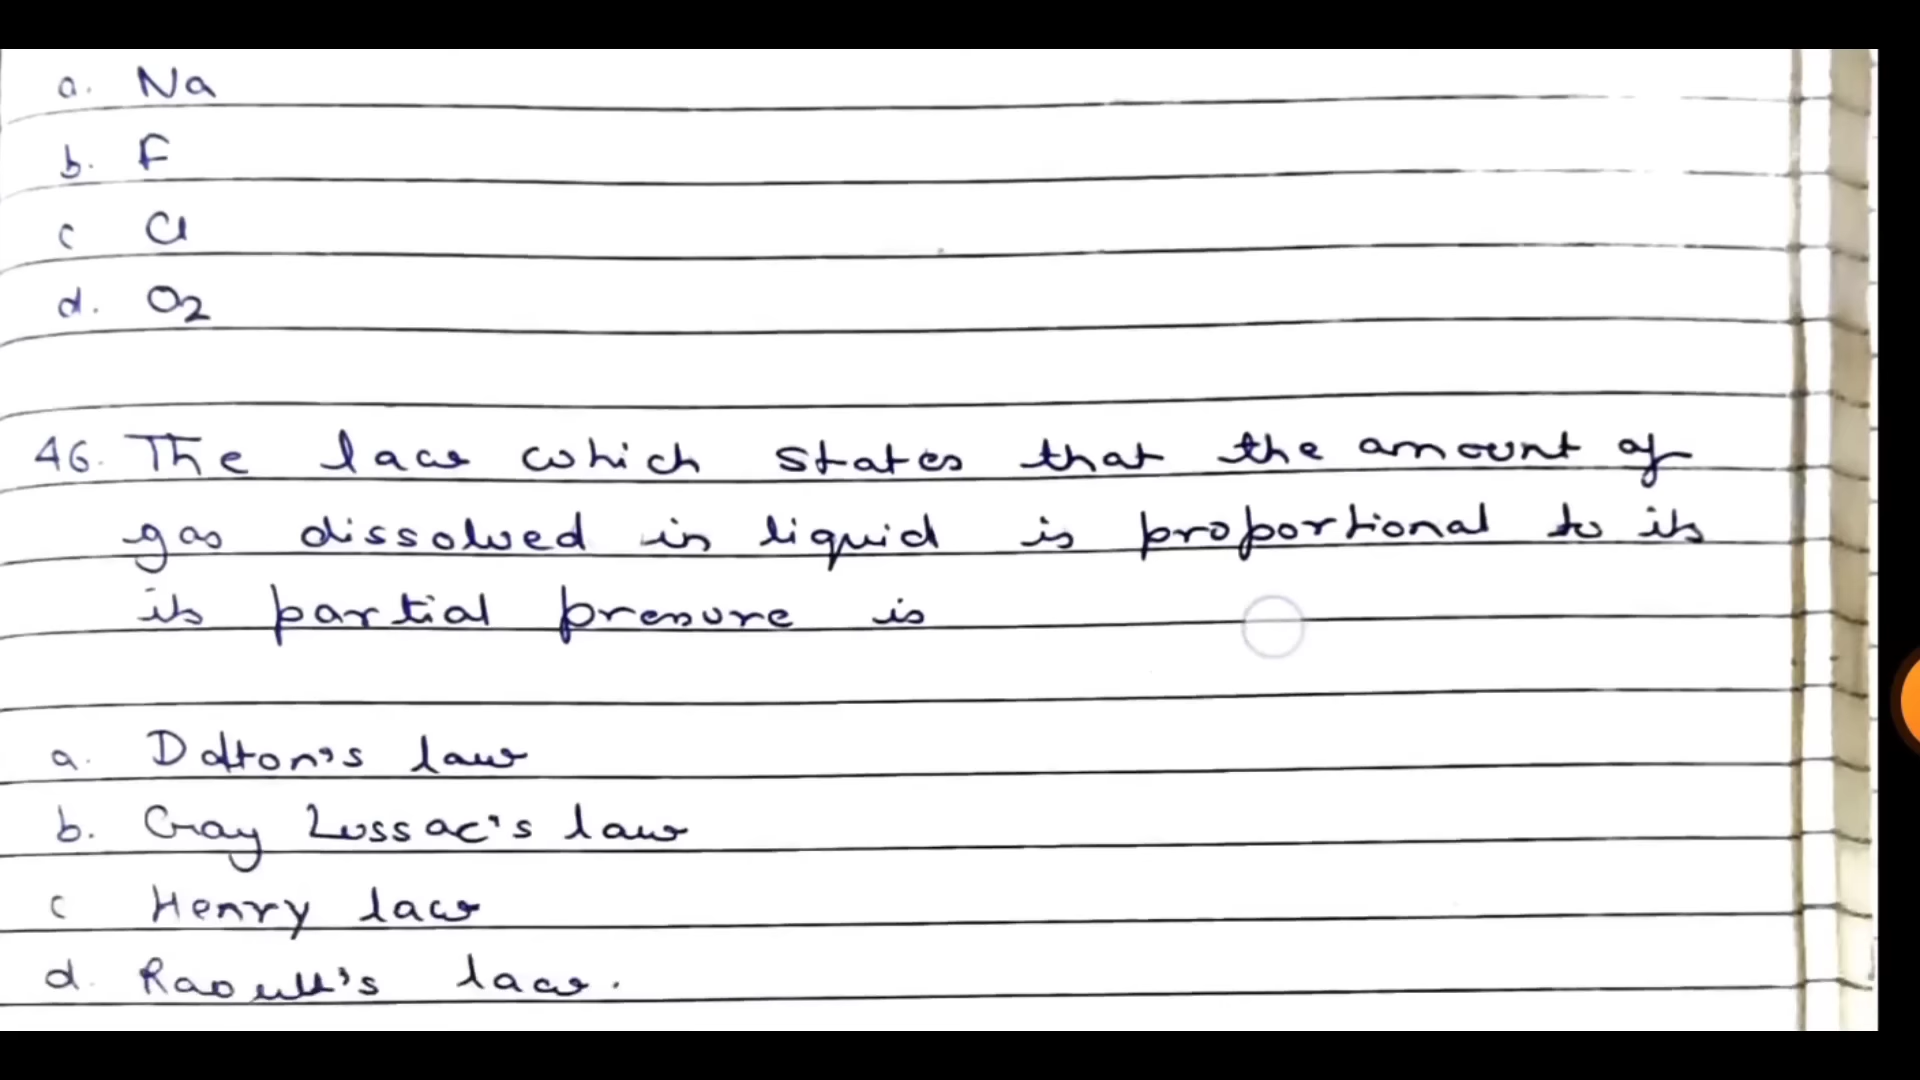 a. Na
b. F
c Cl
d. O2
46. The law which states that the amount of
gas dissolved in liquid is proportional to its
its partial pressure is
a. Dalton's law
b. Gay Lussac's law
c Henry law
d. Raoult's law.